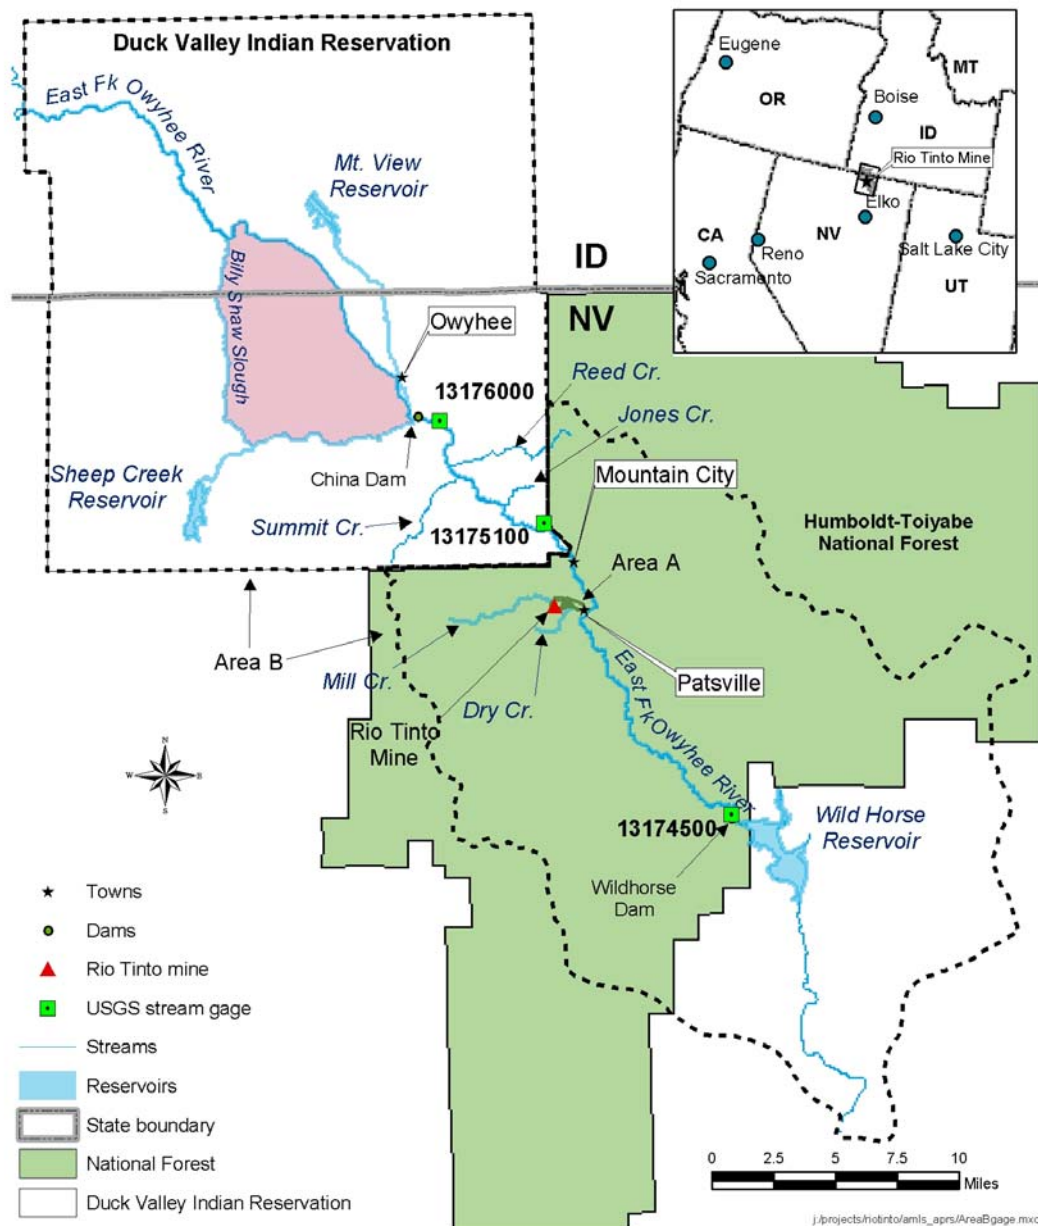 Duck Valley Indian Reservation
East Fk Owyhee River
Mt. View
Reservoir
Billy Shaw Slough
ID
NV
Owyhee
13176000
Reed Cr.
Jones Cr.
China Dam
Sheep Creek
Reservoir
Summit Cr.
13175100
Mountain City
Humboldt-Toiyabe
National Forest
Area A
Area B
Mill Cr.
Dry Cr.
Patsville
Rio Tinto
Mine
East Fk Owyhee River
13174500
Wild Horse
Reservoir
Wildhorse
Dam
N
W
E
S
Eugene
OR
MT
Boise
ID
Rio Tinto Mine
Elko
CA
NV
Reno
Sacramento
Salt Lake City
UT
Towns
Dams
Rio Tinto mine
USGS stream gage
Streams
Reservoirs
State boundary
National Forest
Duck Valley Indian Reservation
0 2.5 5 7.5 10
Miles
j:/projects/riotinto/amls_aprs/AreaBgage.mxd